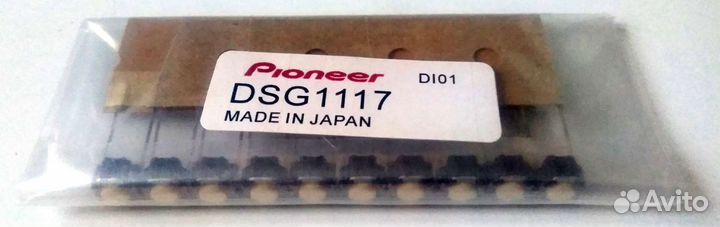 Pioneer
DI01
DSG1117
MADE IN JAPAN
Avito